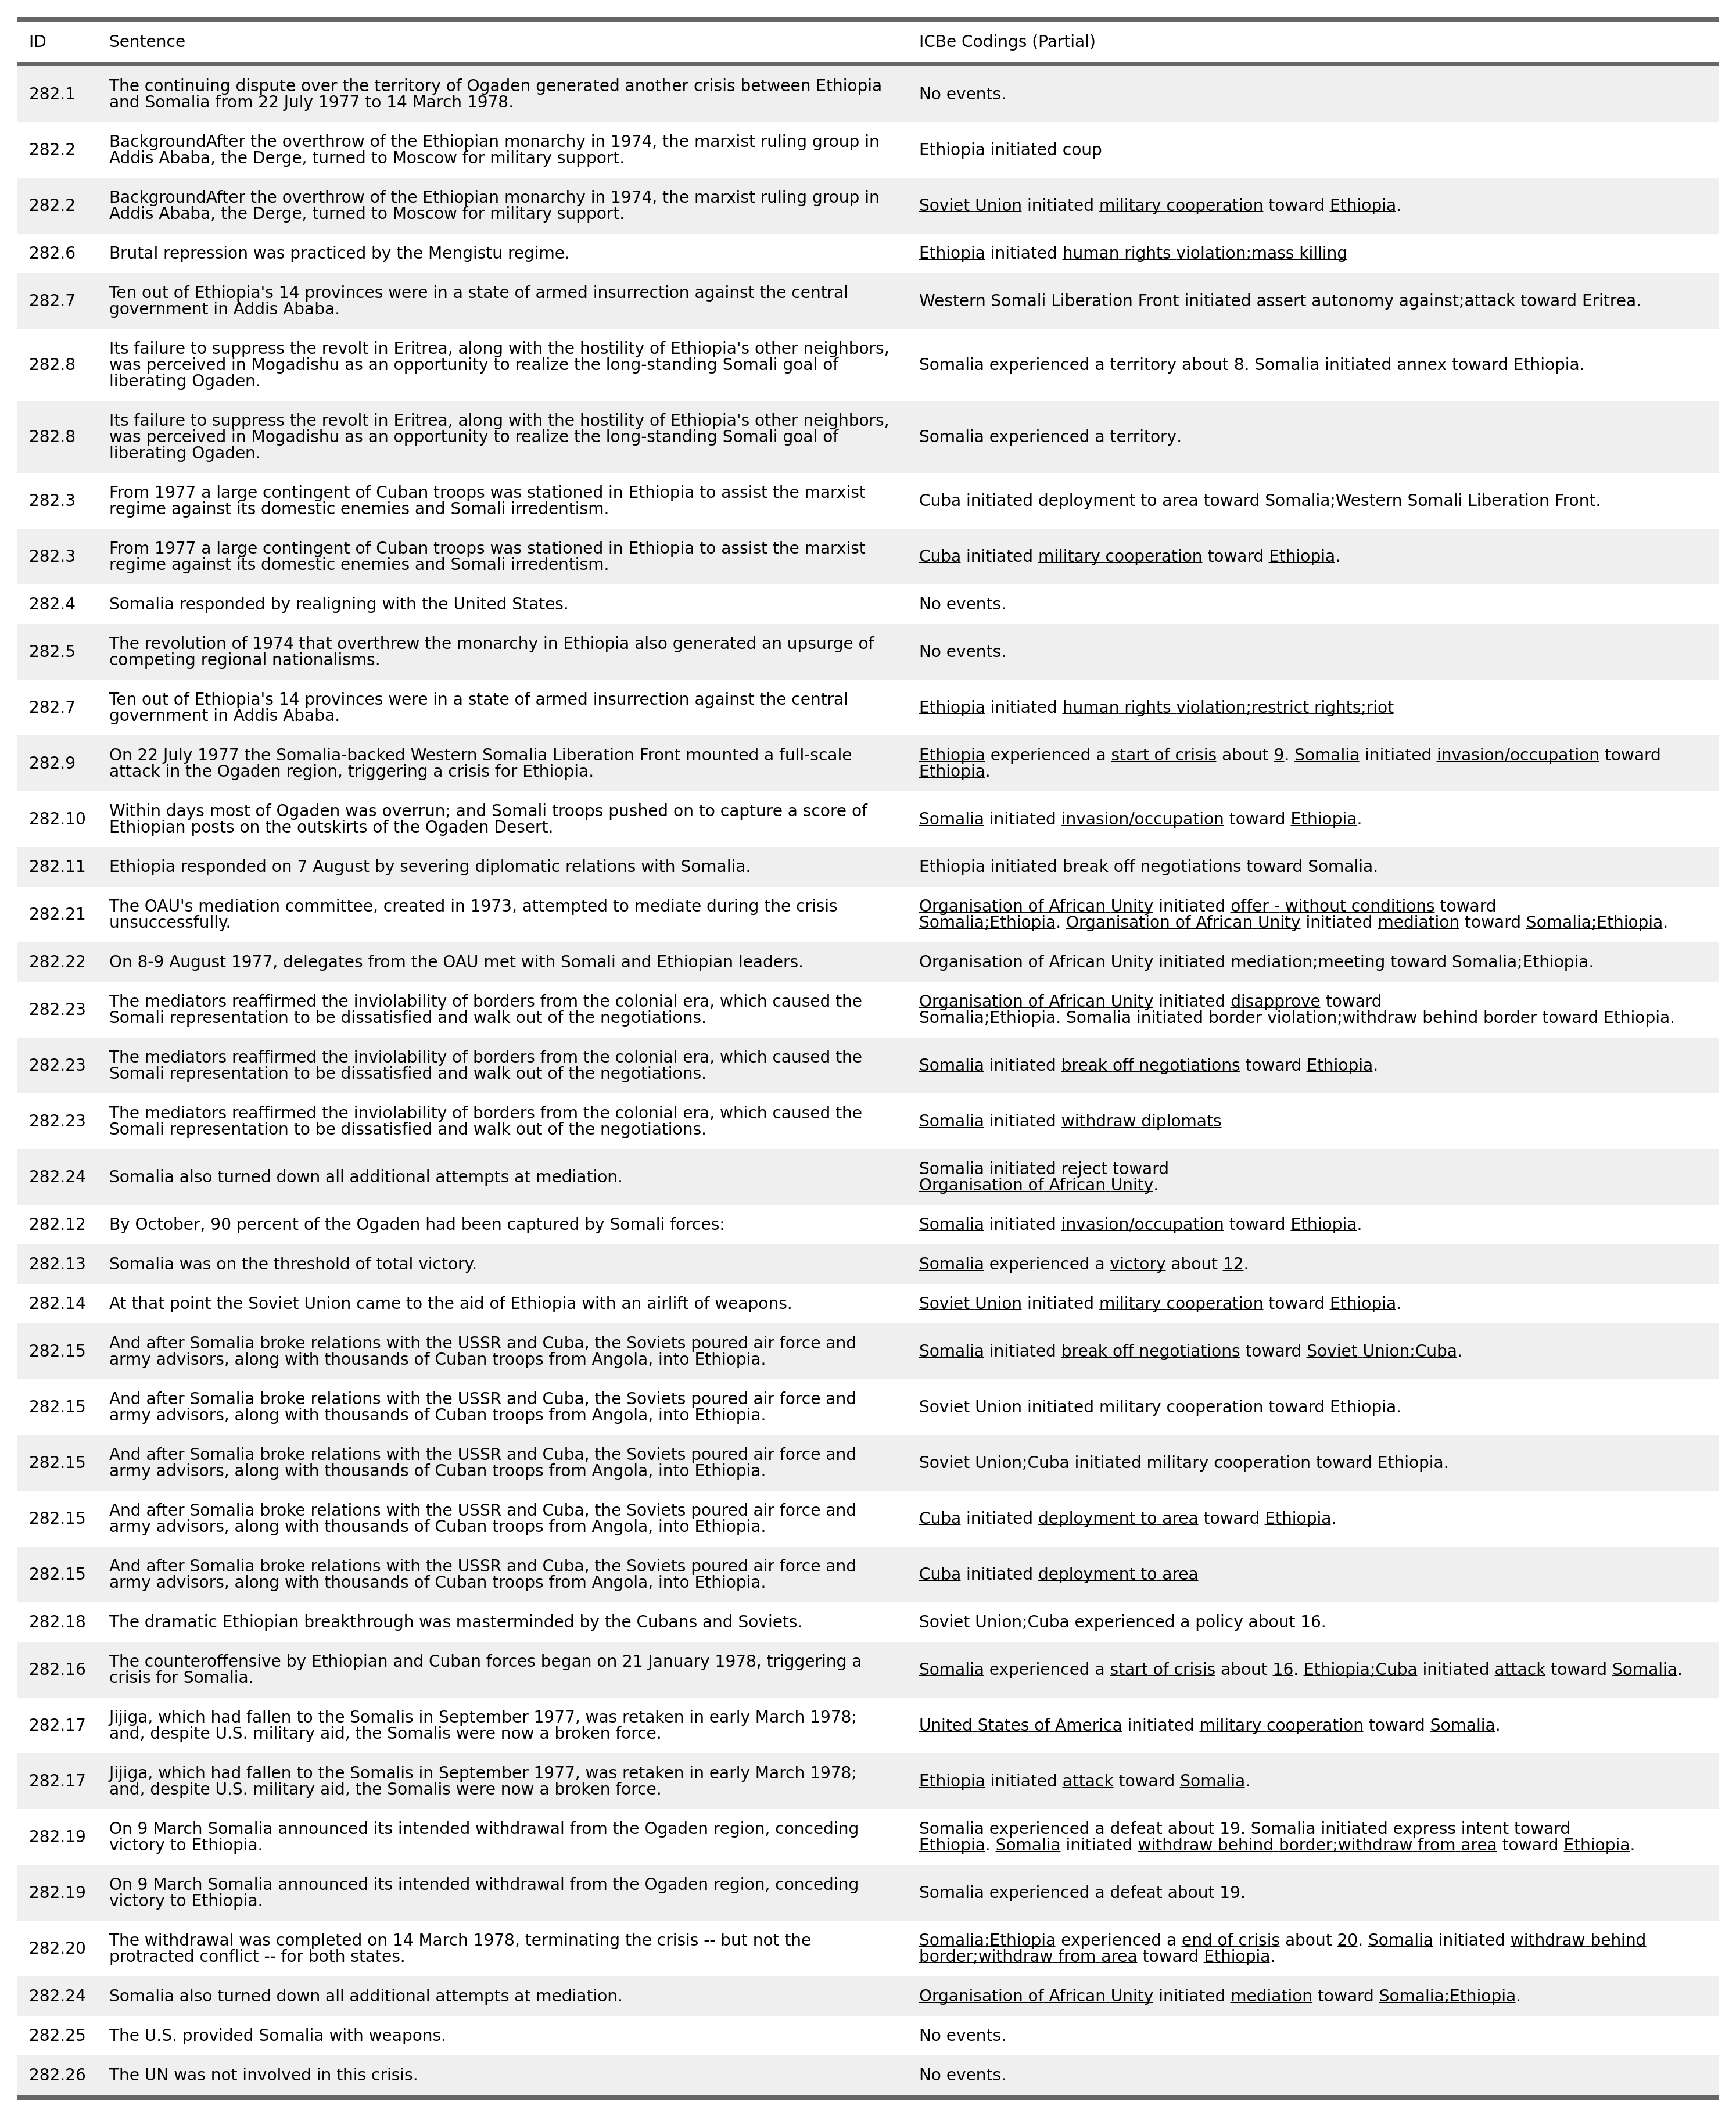 ID Sentence ICBe Codings (Partial)
282.1 The continuing dispute over the territory of Ogaden generated another crisis between Ethiopia
and Somalia from 22 July 1977 to 14 March 1978. No events.
282.2 BackgroundAfter the overthrow of the Ethiopian monarchy in 1974, the marxist ruling group in
Addis Ababa, the Derge, turned to Moscow for military support. Ethiopia initiated coup
282.2 BackgroundAfter the overthrow of the Ethiopian monarchy in 1974, the marxist ruling group in
Addis Ababa, the Derge, turned to Moscow for military support. Soviet Union initiated military cooperation toward Ethiopia.
282.6 Brutal repression was practiced by the Mengistu regime. Ethiopia initiated human rights violation;mass killing
282.7 Ten out of Ethiopia's 14 provinces were in a state of armed insurrection against the central
government in Addis Ababa. Western Somali Liberation Front initiated assert autonomy against;attack toward Eritrea.
282.8 Its failure to suppress the revolt in Eritrea, along with the hostility of Ethiopia's other neighbors,
was perceived in Mogadishu as an opportunity to realize the long-standing Somali goal of
liberating Ogaden. Somalia experienced a territory about 8. Somalia initiated annex toward Ethiopia.
282.8 Its failure to suppress the revolt in Eritrea, along with the hostility of Ethiopia's other neighbors,
was perceived in Mogadishu as an opportunity to realize the long-standing Somali goal of
liberating Ogaden. Somalia experienced a territory.
282.3 From 1977 a large contingent of Cuban troops was stationed in Ethiopia to assist the marxist
regime against its domestic enemies and Somali irredentism. Cuba initiated deployment to area toward Somalia;Western Somali Liberation Front.
282.3 From 1977 a large contingent of Cuban troops was stationed in Ethiopia to assist the marxist
regime against its domestic enemies and Somali irredentism. Cuba initiated military cooperation toward Ethiopia.
282.4 Somalia responded by realigning with the United States. No events.
282.5 The revolution of 1974 that overthrew the monarchy in Ethiopia also generated an upsurge of
competing regional nationalisms. No events.
282.7 Ten out of Ethiopia's 14 provinces were in a state of armed insurrection against the central
government in Addis Ababa. Ethiopia initiated human rights violation;restrict rights;riot
282.9 On 22 July 1977 the Somalia-backed Western Somalia Liberation Front mounted a full-scale
attack in the Ogaden region, triggering a crisis for Ethiopia. Ethiopia experienced a start of crisis about 9. Somalia initiated invasion/occupation toward
Ethiopia.
282.10 Within days most of Ogaden was overrun; and Somali troops pushed on to capture a score of
Ethiopian posts on the outskirts of the Ogaden Desert. Somalia initiated invasion/occupation toward Ethiopia.
282.11 Ethiopia responded on 7 August by severing diplomatic relations with Somalia. Ethiopia initiated break off negotiations toward Somalia.
282.21 The OAU's mediation committee, created in 1973, attempted to mediate during the crisis
unsuccessfully. Organisation of African Unity initiated offer - without conditions toward
Somalia;Ethiopia. Organisation of African Unity initiated mediation toward Somalia;Ethiopia.
282.22 On 8-9 August 1977, delegates from the OAU met with Somali and Ethiopian leaders. Organisation of African Unity initiated mediation;meeting toward Somalia;Ethiopia.
282.23 The mediators reaffirmed the inviolability of borders from the colonial era, which caused the
Somali representation to be dissatisfied and walk out of the negotiations. Organisation of African Unity initiated disapprove toward
Somalia;Ethiopia. Somalia initiated border violation;withdraw behind border toward Ethiopia.
282.23 The mediators reaffirmed the inviolability of borders from the colonial era, which caused the
Somali representation to be dissatisfied and walk out of the negotiations. Somalia initiated break off negotiations toward Ethiopia.
282.23 The mediators reaffirmed the inviolability of borders from the colonial era, which caused the
Somali representation to be dissatisfied and walk out of the negotiations. Somalia initiated withdraw diplomats
282.24 Somalia also turned down all additional attempts at mediation. Somalia initiated reject toward
Organisation of African Unity.
282.12 By October, 90 percent of the Ogaden had been captured by Somali forces: Somalia initiated invasion/occupation toward Ethiopia.
282.13 Somalia was on the threshold of total victory. Somalia experienced a victory about 12.
282.14 At that point the Soviet Union came to the aid of Ethiopia with an airlift of weapons. Soviet Union initiated military cooperation toward Ethiopia.
282.15 And after Somalia broke relations with the USSR and Cuba, the Soviets poured air force and
army advisors, along with thousands of Cuban troops from Angola, into Ethiopia. Somalia initiated break off negotiations toward Soviet Union;Cuba.
282.15 And after Somalia broke relations with the USSR and Cuba, the Soviets poured air force and
army advisors, along with thousands of Cuban troops from Angola, into Ethiopia. Soviet Union initiated military cooperation toward Ethiopia.
282.15 And after Somalia broke relations with the USSR and Cuba, the Soviets poured air force and
army advisors, along with thousands of Cuban troops from Angola, into Ethiopia. Soviet Union;Cuba initiated military cooperation toward Ethiopia.
282.15 And after Somalia broke relations with the USSR and Cuba, the Soviets poured air force and
army advisors, along with thousands of Cuban troops from Angola, into Ethiopia. Cuba initiated deployment to area toward Ethiopia.
282.15 And after Somalia broke relations with the USSR and Cuba, the Soviets poured air force and
army advisors, along with thousands of Cuban troops from Angola, into Ethiopia. Cuba initiated deployment to area
282.18 The dramatic Ethiopian breakthrough was masterminded by the Cubans and Soviets. Soviet Union;Cuba experienced a policy about 16.
282.16 The counteroffensive by Ethiopian and Cuban forces began on 21 January 1978, triggering a
crisis for Somalia. Somalia experienced a start of crisis about 16. Ethiopia;Cuba initiated attack toward Somalia.
282.17 Jijiga, which had fallen to the Somalis in September 1977, was retaken in early March 1978;
and, despite U.S. military aid, the Somalis were now a broken force. United States of America initiated military cooperation toward Somalia.
282.17 Jijiga, which had fallen to the Somalis in September 1977, was retaken in early March 1978;
and, despite U.S. military aid, the Somalis were now a broken force. Ethiopia initiated attack toward Somalia.
282.19 On 9 March Somalia announced its intended withdrawal from the Ogaden region, conceding
victory to Ethiopia. Somalia experienced a defeat about 19. Somalia initiated express intent toward
Ethiopia. Somalia initiated withdraw behind border;withdraw from area toward Ethiopia.
282.19 On 9 March Somalia announced its intended withdrawal from the Ogaden region, conceding
victory to Ethiopia. Somalia experienced a defeat about 19.
282.20 The withdrawal was completed on 14 March 1978, terminating the crisis -- but not the
protracted conflict -- for both states. Somalia;Ethiopia experienced a end of crisis about 20. Somalia initiated withdraw behind
border;withdraw from area toward Ethiopia.
282.24 Somalia also turned down all additional attempts at mediation. Organisation of African Unity initiated mediation toward Somalia;Ethiopia.
282.25 The U.S. provided Somalia with weapons. No events.
282.26 The UN was not involved in this crisis. No events.